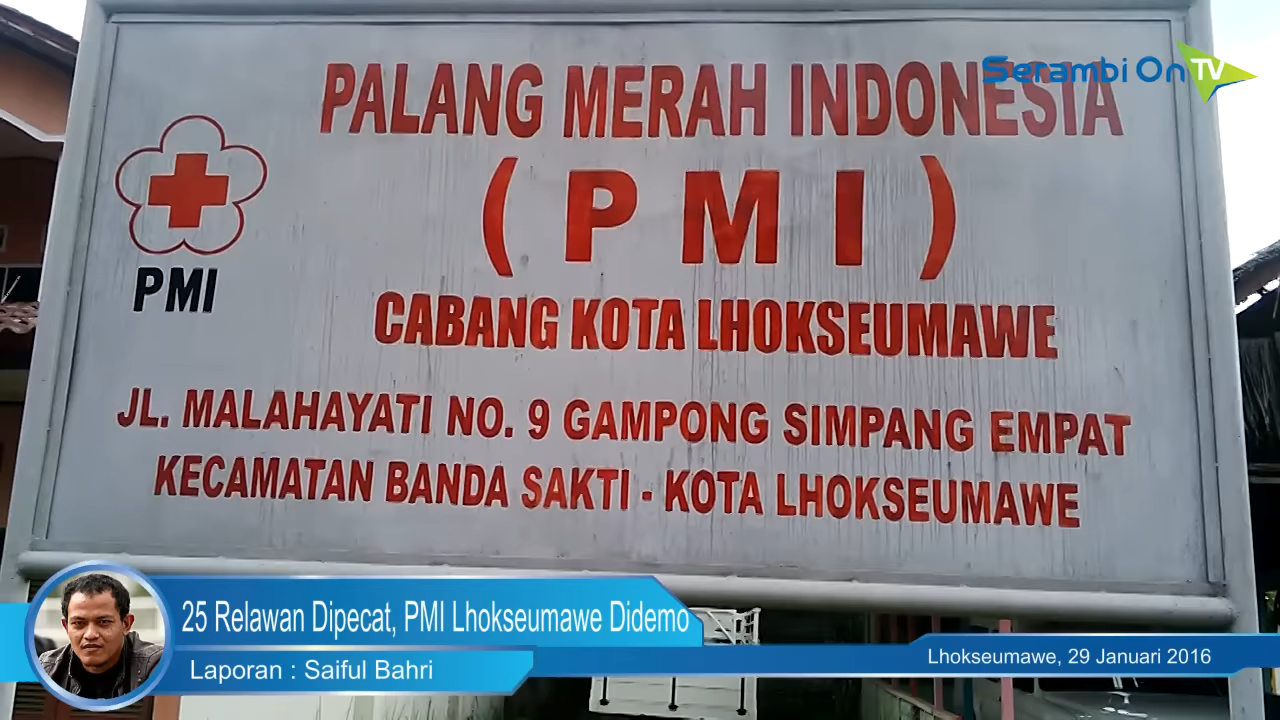 Serambi On TV
PALANG MERAH INDONESIA
( P M I )
PMI
CABANG KOTA LHOKSEUMAWE
JL. MALAHAYATI NO. 9 GAMPONG SIMPANG EMPAT
KECAMATAN BANDA SAKTI - KOTA LHOKSEUMAWE
25 Relawan Dipecat, PMI Lhokseumawe Didemo
Laporan : Saiful Bahri
Lhokseumawe, 29 Januari 2016